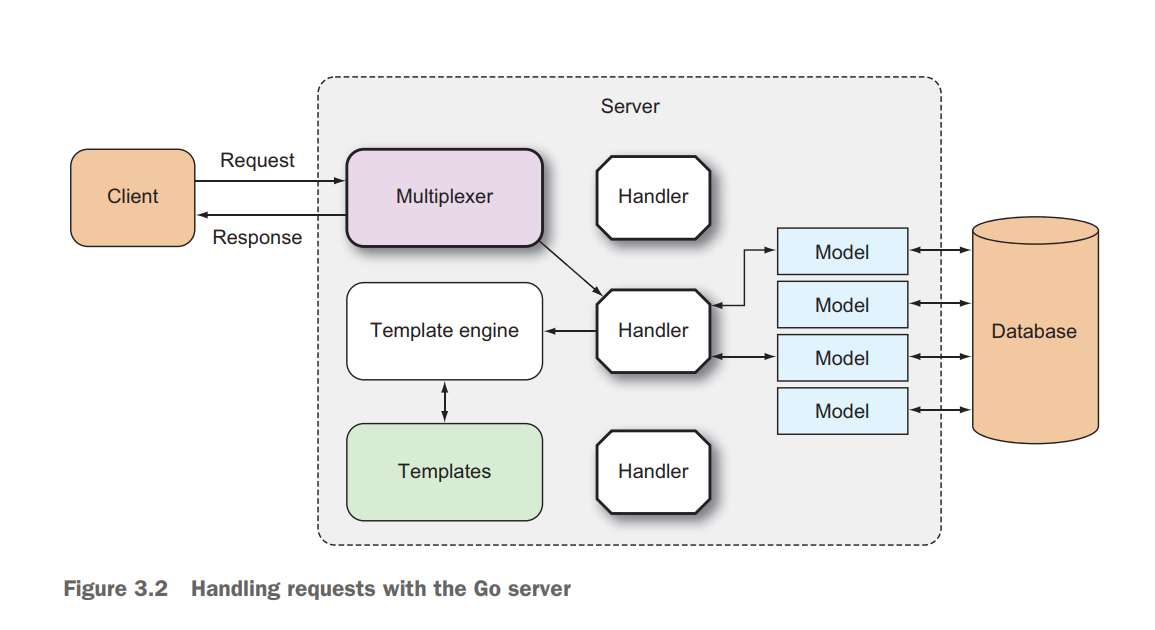 Server
Request
Client
Multiplexer
Handler
Response
Model
Model
Template engine
Handler
Database
Model
Model
Templates
Handler
Figure 3.2 Handling requests with the Go server